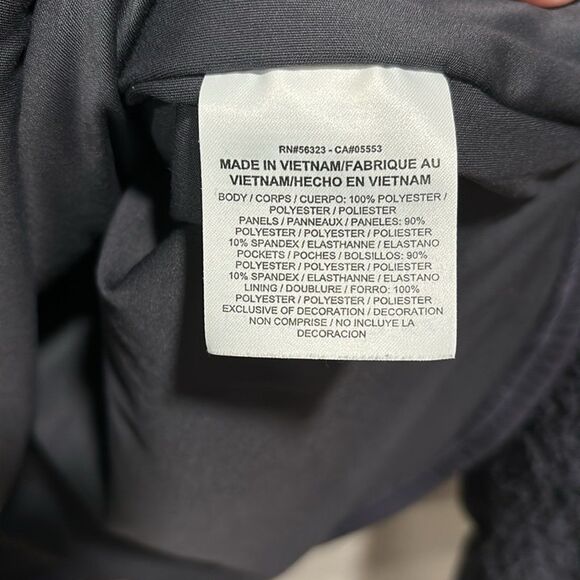 RN#56323 - CA#05553
MADE IN VIETNAM/FABRIQUE AU
VIETNAM/HECHO EN VIETNAM
BODY / CORPS / CUERPO: 100% POLYESTER /
POLYESTER / POLIESTER
PANELS / PANNEAUX / PANELES: 90%
POLYESTER / POLYESTER / POLIESTER
10% SPANDEX / ELASTHANNE / ELASTANO
POCKETS / POCHES / BOLSILLOS: 90%
POLYESTER / POLYESTER / POLIESTER
10% SPANDEX / ELASTHANNE / ELASTANO
LINING / DOUBLURE / FORRO: 100%
POLYESTER / POLYESTER / POLIESTER
EXCLUSIVE OF DECORATION / DECORATION
NON COMPRISE / NO INCLUYE LA
DECORACION